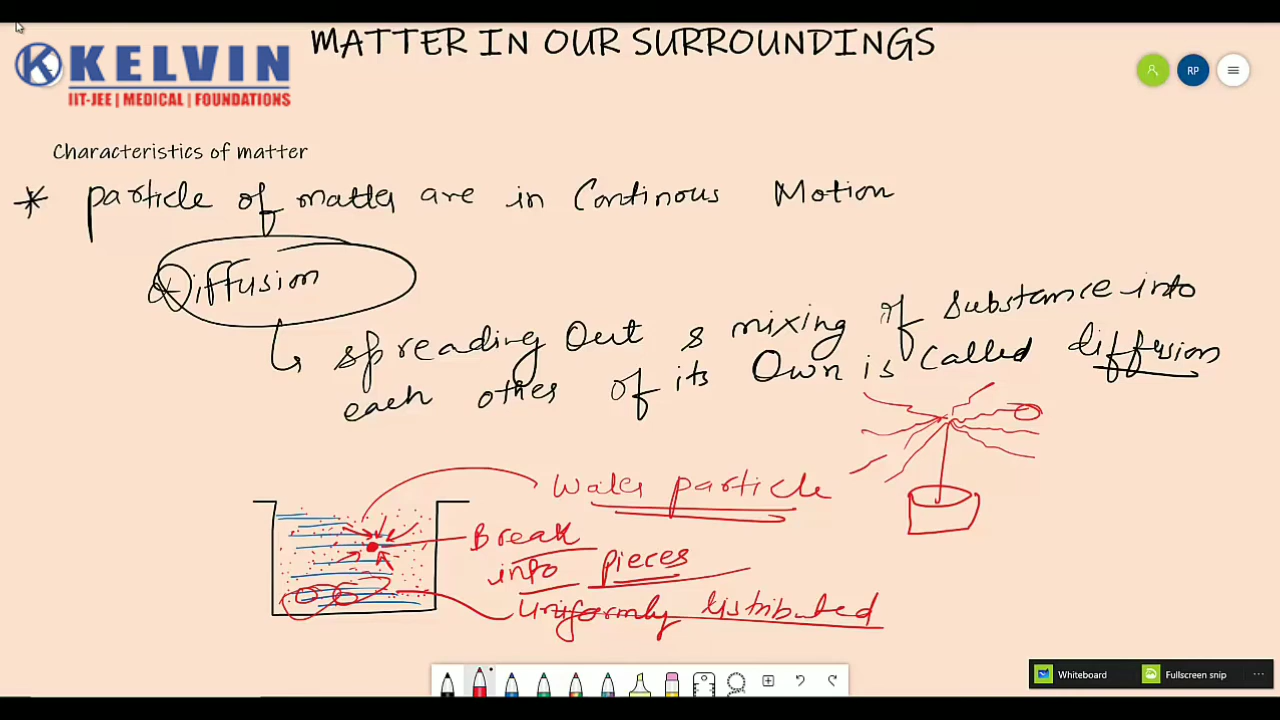 MATTER IN OUR SURROUNDINGS
KELVIN
IIT-JEE | MEDICAL | FOUNDATIONS
RP
Characteristics of matter
* particle of matter are in Continous Motion
Diffusion
spreading Out & mixing of Substance into
each other of its Own is Called diffusion
Water particle
Break
into pieces
Uniformly distributed
Whiteboard
Fullscreen snip